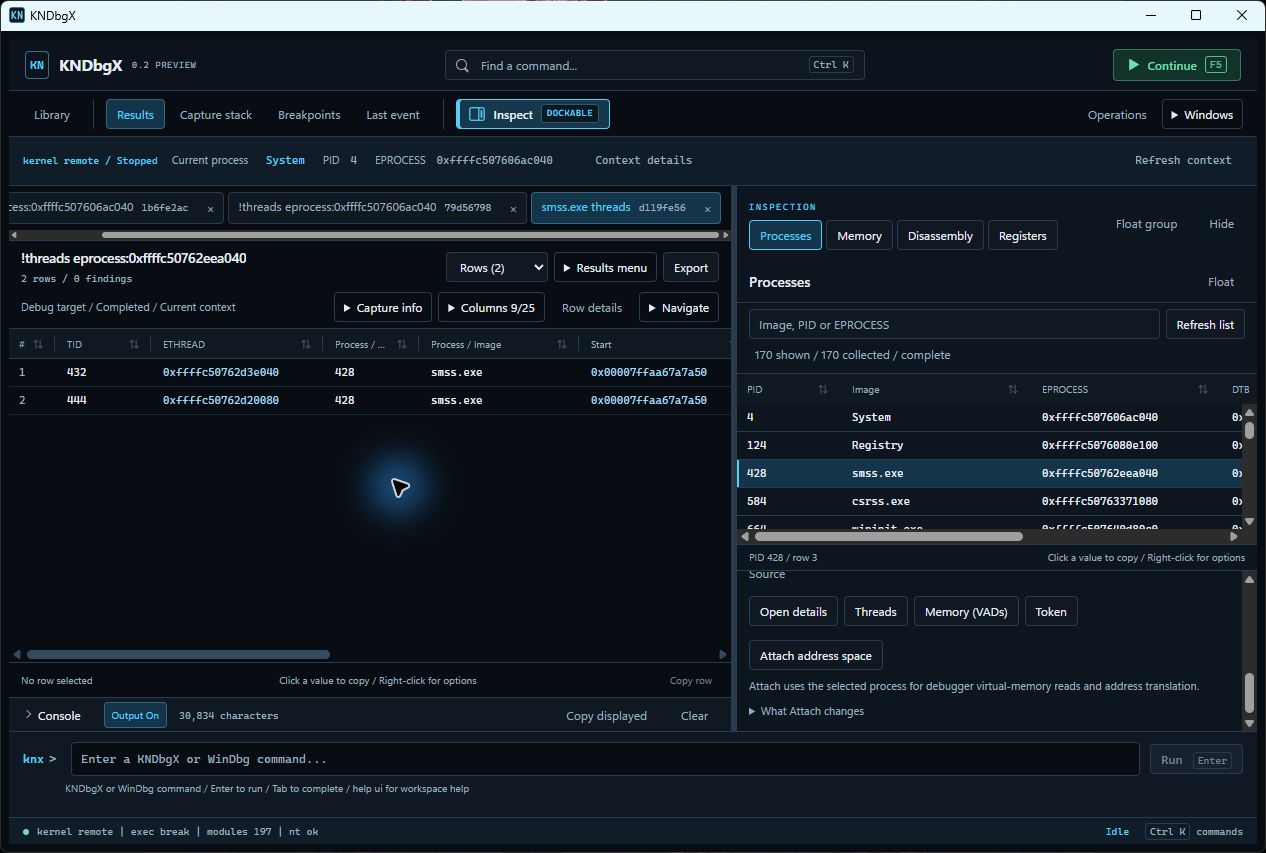 KN KNDbgX
KN KNDbgX 0.2 PREVIEW Find a command... Ctrl K Continue F5
Library Results Capture stack Breakpoints Last event Inspect DOCKABLE Operations ▶ Windows
kernel remote / Stopped Current process System PID 4 EPROCESS 0xffffc507606ac040 Context details Refresh context
cess:0xffffc507606ac040 1b6fe2ac × !threads eprocess:0xffffc507606ac040 79d56798 × smss.exe threads d119fe56 ×
!threads eprocess:0xffffc50762eea040
2 rows / 0 findings
Rows (2) ▶ Results menu Export
Debug target / Completed / Current context ▶ Capture info ▶ Columns 9/25 Row details ▶ Navigate
# TID ETHREAD Process / ... Process / Image Start
1 432 0xffffc50762d3e040 428 smss.exe 0x00007ffaa67a7a50
2 444 0xffffc50762d20080 428 smss.exe 0x00007ffaa67a7a50
No row selected Click a value to copy / Right-click for options Copy row
INSPECTION
Processes Memory Disassembly Registers Float group Hide
Processes Float
Image, PID or EPROCESS Refresh list
170 shown / 170 collected / complete
PID Image EPROCESS DTB
4 System 0xffffc507606ac040 0x
124 Registry 0xffffc5076080e100 0x
428 smss.exe 0xffffc50762eea040 0x
584 csrss.exe 0xffffc50763371080 0x
PID 428 / row 3 Click a value to copy / Right-click for options
Source
Open details Threads Memory (VADs) Token
Attach address space
Attach uses the selected process for debugger virtual-memory reads and address translation.
▶ What Attach changes
> Console Output On 30,834 characters Copy displayed Clear
knx > Enter a KNDbgX or WinDbg command... Run Enter
KNDbgX or WinDbg command / Enter to run / Tab to complete / help ui for workspace help
kernel remote | exec break | modules 197 | nt ok Idle Ctrl K commands